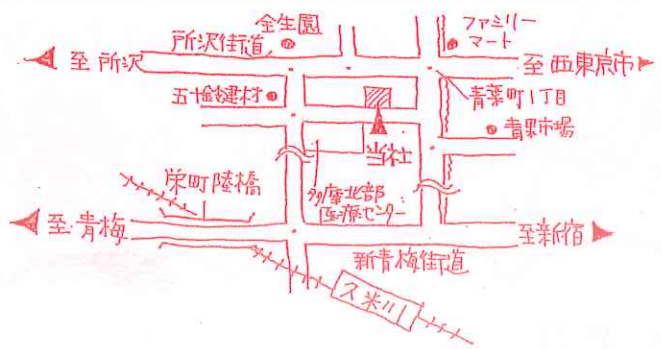 全生園
ファミリー
マート
所沢街道
至所沢
至西東京市
五十鈴建材
青葉町1丁目
青果市場
当社
栄町陸橋
多摩北部
医療センター
至青梅
至新宿
新青梅街道
久米川